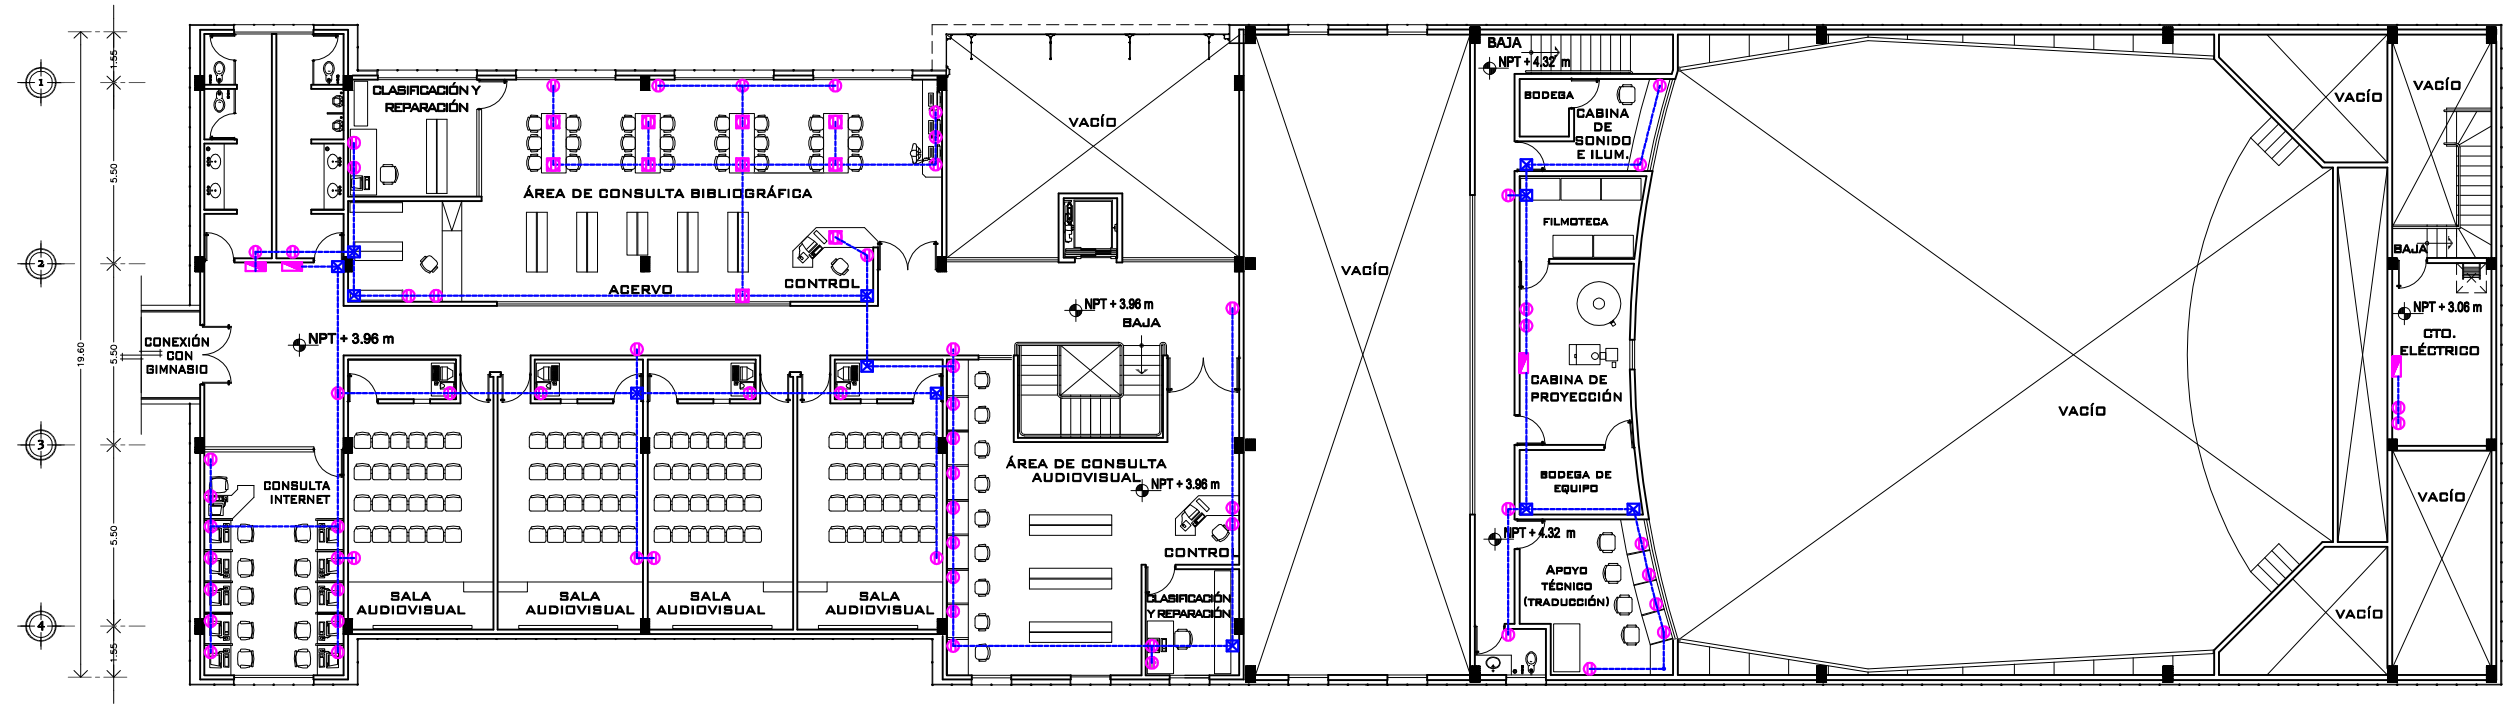 1
2
3
4
1.55
5.50
19.60
5.50
5.50
1.55
CONEXIÓN
CON
GIMNASIO
NPT + 3.96 m
CLASIFICACIÓN Y
REPARACIÓN
ÁREA DE CONSULTA BIBLIOGRÁFICA
ACERVO
CONTROL
VACÍO
NPT + 3.96 m
BAJA
CONSULTA
INTERNET
SALA
AUDIOVISUAL
SALA
AUDIOVISUAL
SALA
AUDIOVISUAL
SALA
AUDIOVISUAL
ÁREA DE CONSULTA
AUDIOVISUAL
NPT + 3.96 m
CONTROL
CLASIFICACIÓN
Y REPARACIÓN
VACÍO
BAJA
NPT + 4.32 m
BODEGA
CABINA
DE
SONIDO
E ILUM.
FILMOTECA
CABINA DE
PROYECCIÓN
BODEGA DE
EQUIPO
NPT + 4.32 m
APOYO
TÉCNICO
(TRADUCCIÓN)
VACÍO
VACÍO
VACÍO
VACÍO
BAJA
NPT + 3.06 m
CTO.
ELÉCTRICO
VACÍO